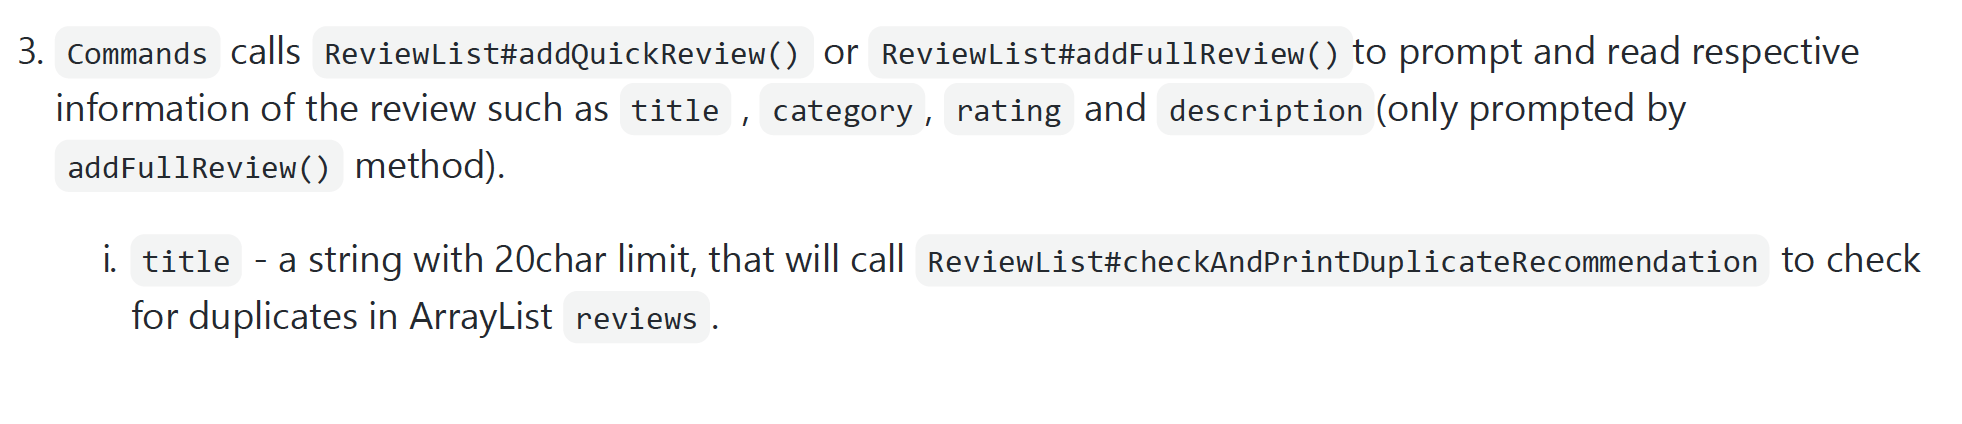 3. Commands calls ReviewList#addQuickReview() or ReviewList#addFullReview() to prompt and read respective
information of the review such as title , category , rating and description (only prompted by
addFullReview() method).
i. title - a string with 20char limit, that will call ReviewList#checkAndPrintDuplicateRecommendation to check
for duplicates in ArrayList reviews .